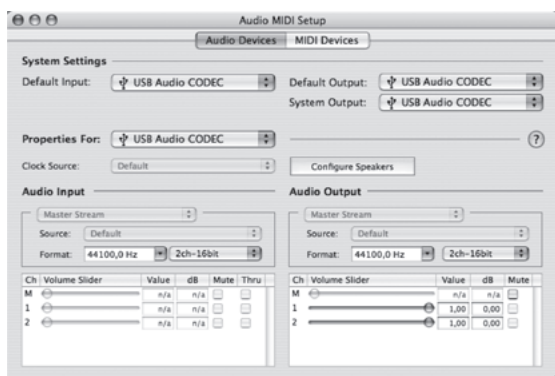 Audio MIDI Setup
Audio Devices MIDI Devices
System Settings
Default Input: USB Audio CODEC
Default Output: USB Audio CODEC
System Output: USB Audio CODEC
Properties For: USB Audio CODEC ?
Clock Source: Default
Configure Speakers
Audio Input
Master Stream
Source: Default
Format: 44100,0 Hz 2ch-16bit
Ch Volume Slider Value dB Mute Thru
M n/a n/a
1 n/a n/a
2 n/a n/a
Audio Output
Master Stream
Source: Default
Format: 44100,0 Hz 2ch-16bit
Ch Volume Slider Value dB Mute
M n/a n/a
1 1,00 0,00
2 1,00 0,00